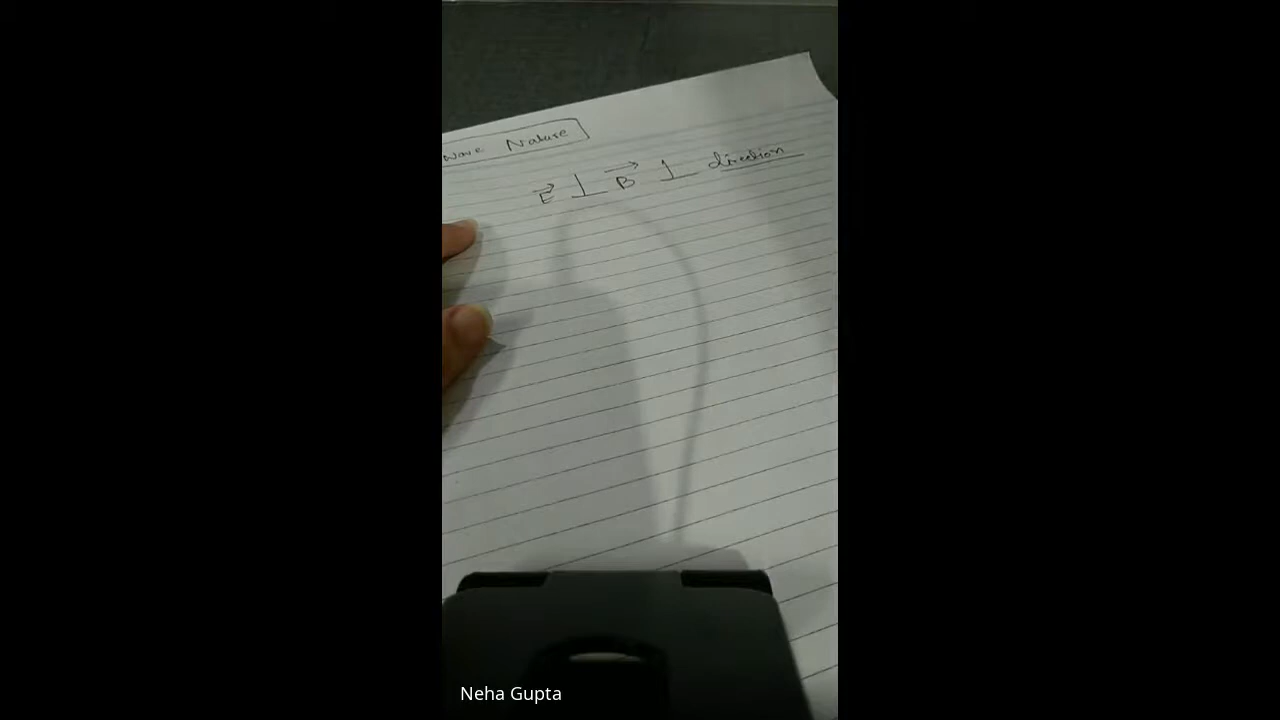 Wave Nature
E⃗ ⊥ B⃗ ⊥ direction
Neha Gupta